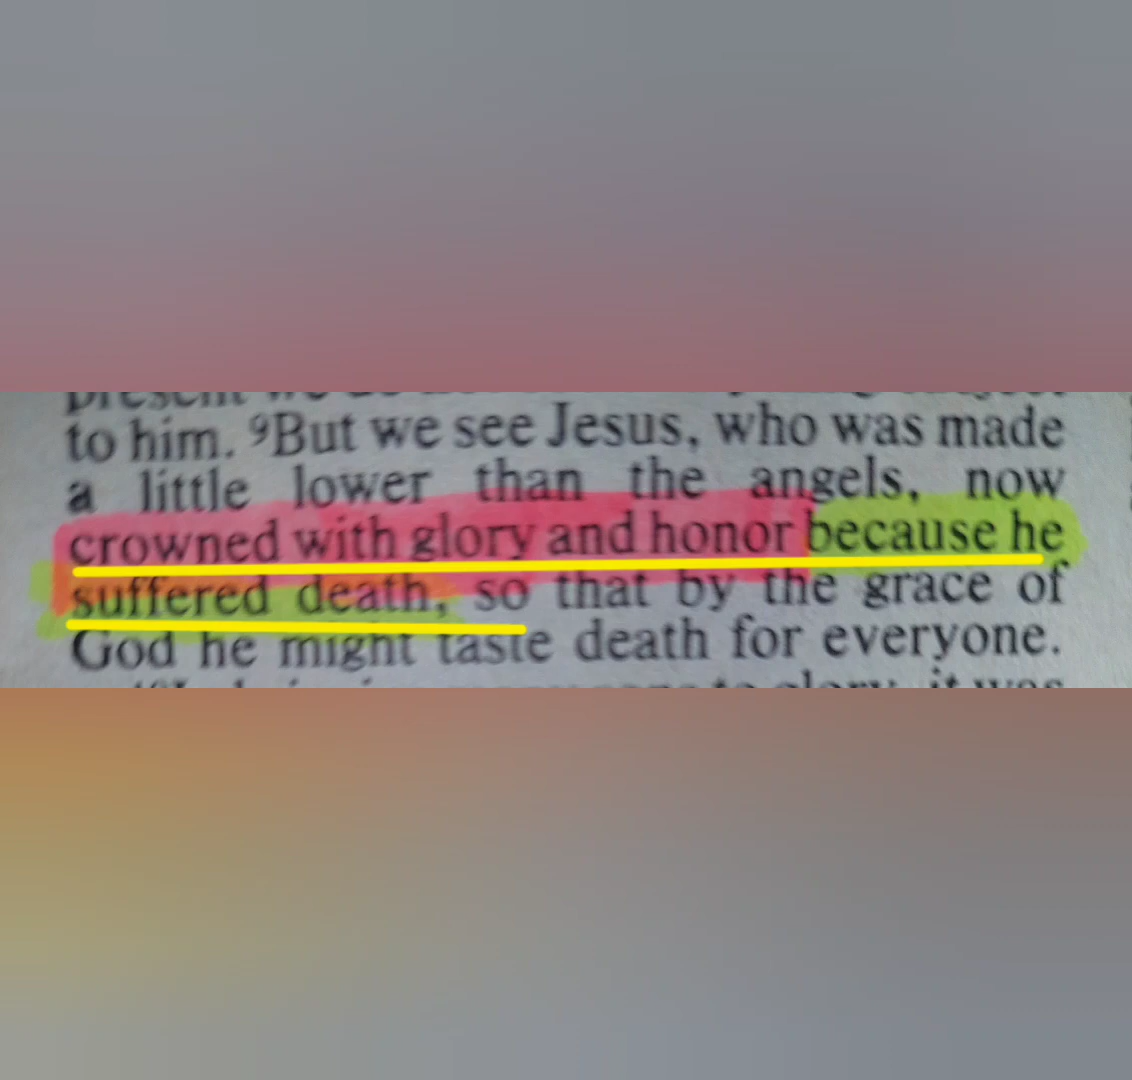 to him. ⁹But we see Jesus, who was made
a little lower than the angels, now
crowned with glory and honor because he
suffered death, so that by the grace of
God he might taste death for everyone.